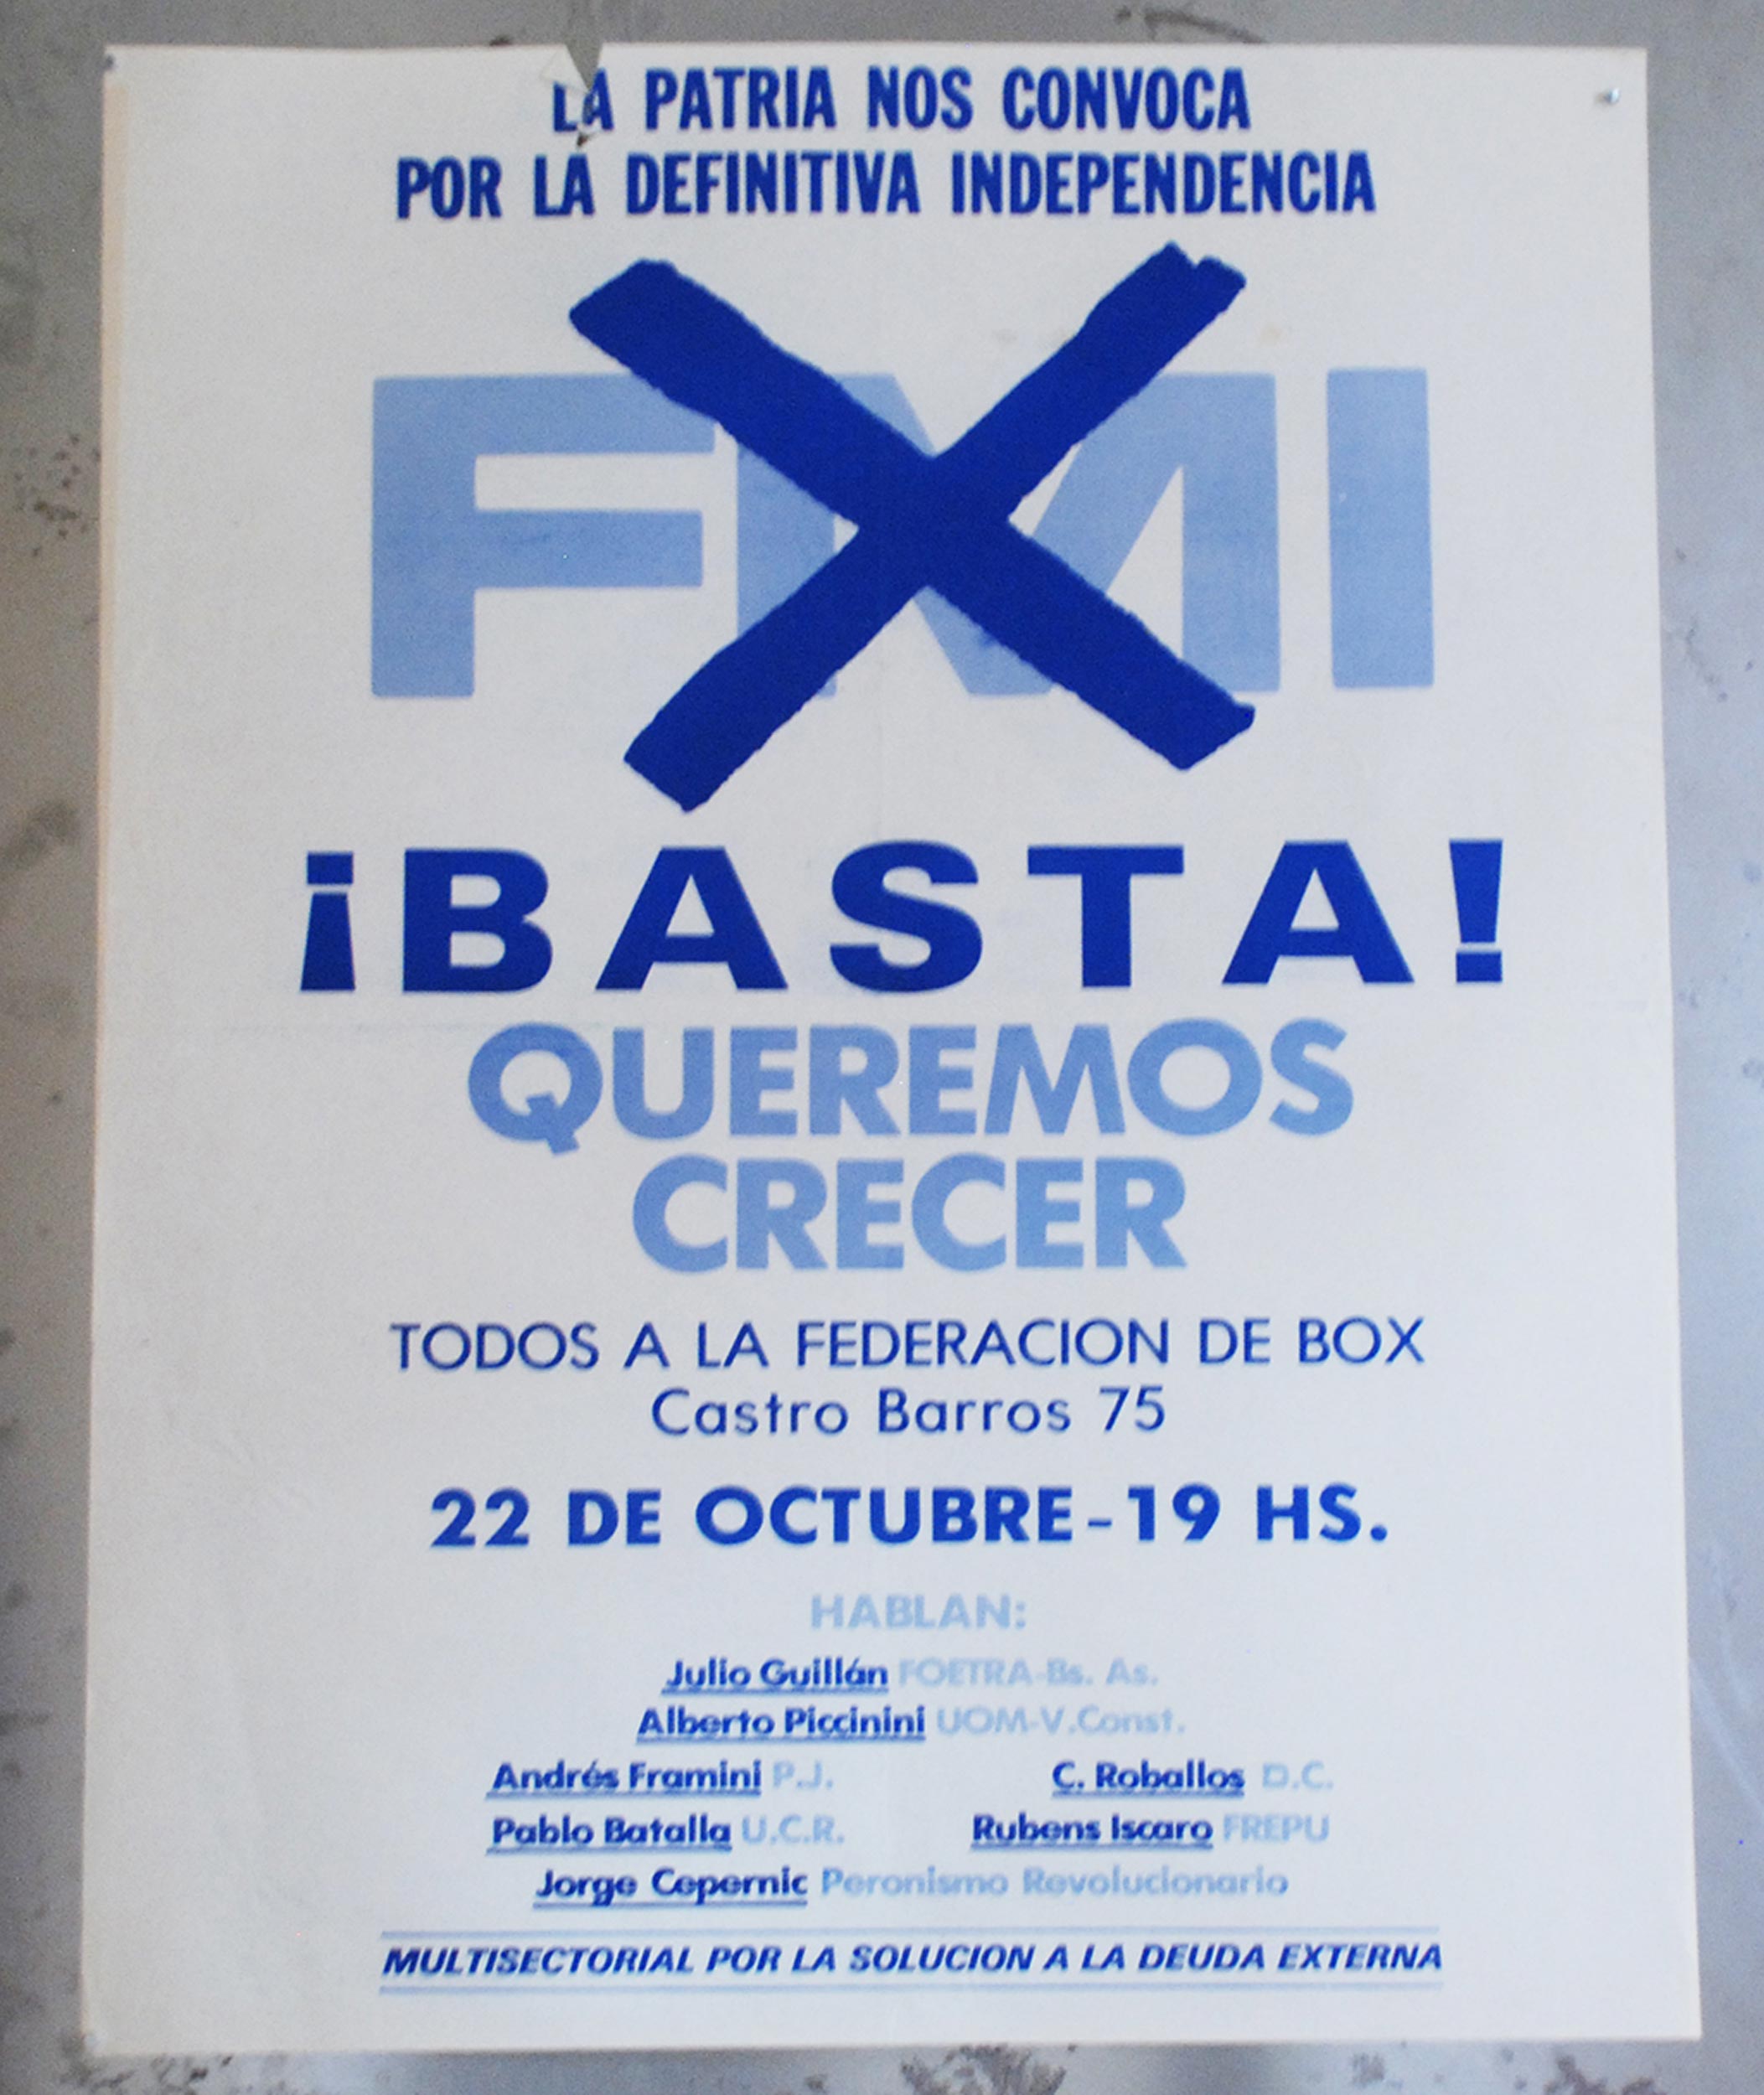 LA PATRIA NOS CONVOCA
POR LA DEFINITIVA INDEPENDENCIA
FMI
¡BASTA!
QUEREMOS
CRECER
TODOS A LA FEDERACION DE BOX
Castro Barros 75
22 DE OCTUBRE-19 HS.
HABLAN:
Julio Guillán FOETRA-Bs. As.
Alberto Piccinini UOM-V.Const.
Andrés Framini P.J. C. Roballos D.C.
Pablo Batalla U.C.R. Rubens Iscaro FREPU
Jorge Cepernic Peronismo Revolucionario
MULTISECTORIAL POR LA SOLUCION A LA DEUDA EXTERNA